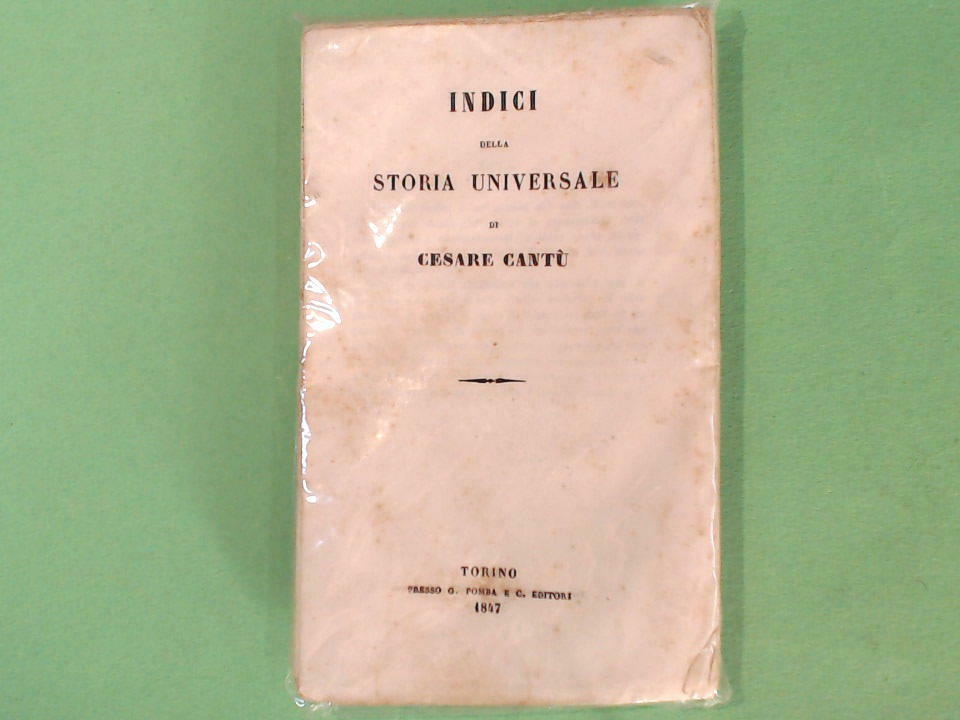 INDICI
DELLA
STORIA UNIVERSALE
DI
CESARE CANTÙ
TORINO
PRESSO G. POMBA E C. EDITORI
1847